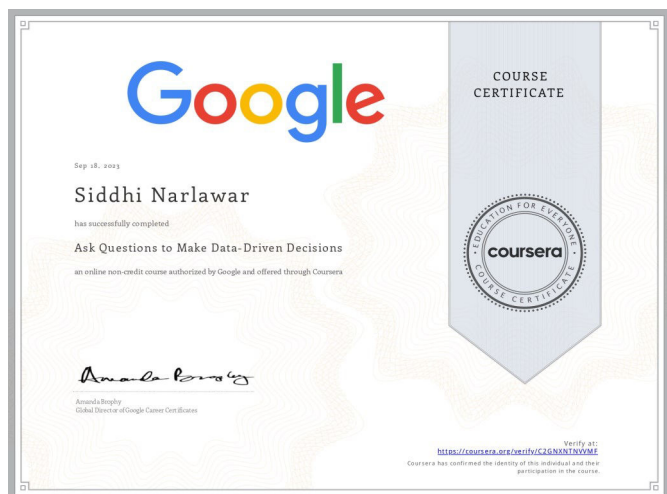 Google
COURSE
CERTIFICATE
Sep 18, 2023
Siddhi Narlawar
has successfully completed
Ask Questions to Make Data-Driven Decisions
an online non-credit course authorized by Google and offered through Coursera
EDUCATION FOR EVERYONE
coursera
COURSE CERTIFICATE
Amanda Brophy
Amanda Brophy
Global Director of Google Career Certificates
Verify at:
https://coursera.org/verify/C2GNXNTNVVMF
Coursera has confirmed the identity of this individual and their
participation in the course.